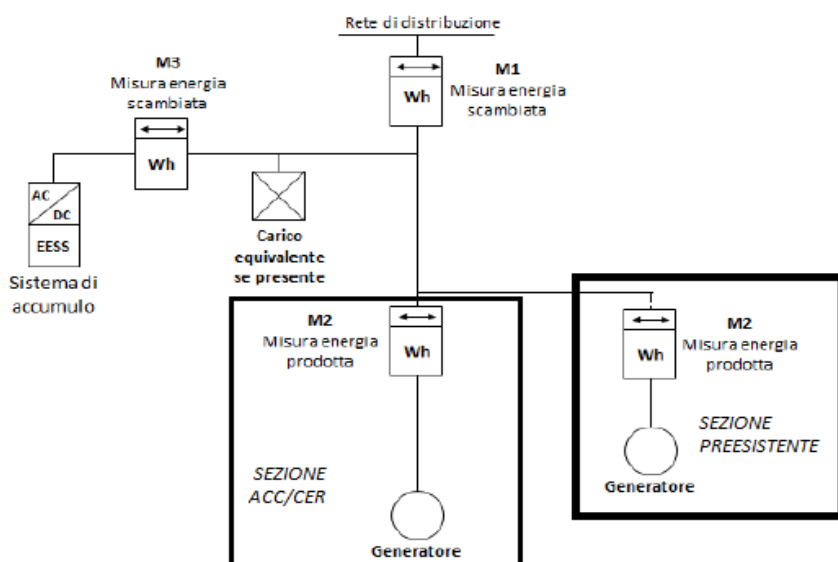 Rete di distribuzione
M3
Misura energia
scambiata
Wh
M1
Misura energia
scambiata
Wh
AC
DC
EESS
Sistema di
accumulo
Carico
equivalente
se presente
M2
Misura energia
prodotta
Wh
SEZIONE
ACC/CER
Generatore
M2
Misura energia
prodotta
Wh
SEZIONE
PREESISTENTE
Generatore